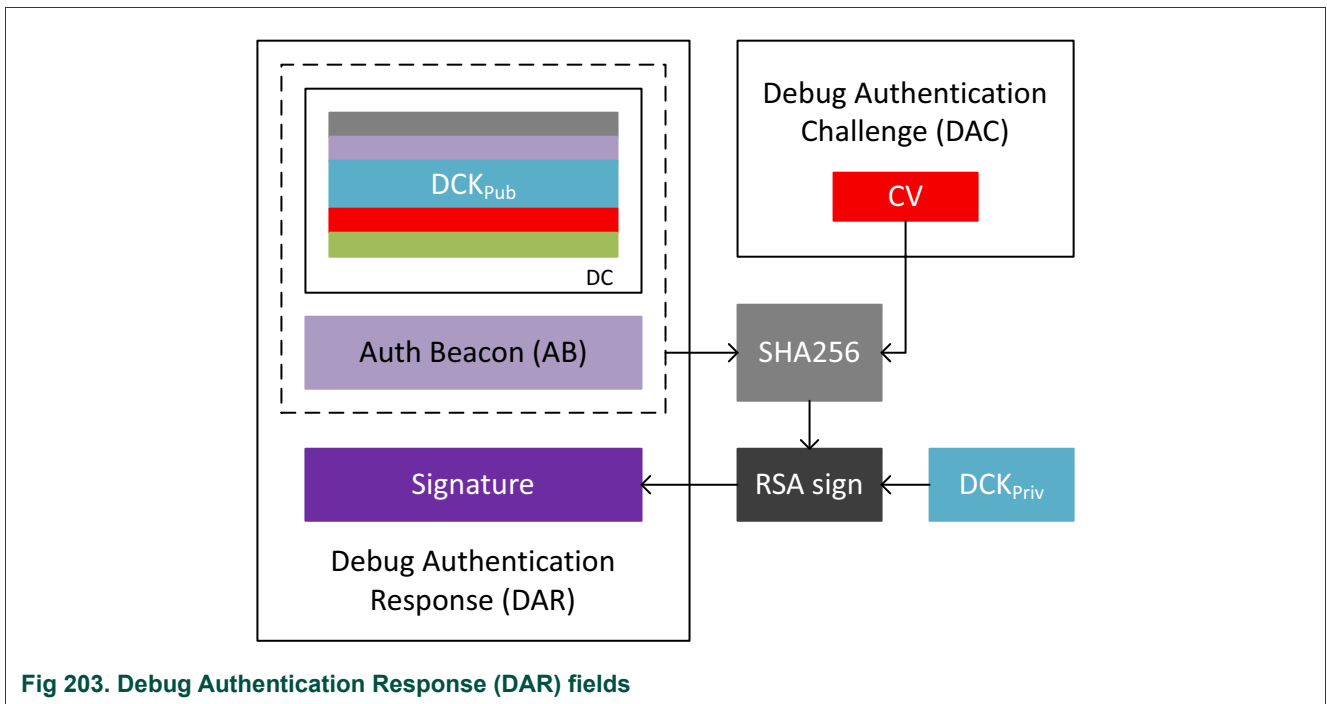 DCKPub
DC
Auth Beacon (AB)
Signature
Debug Authentication
Response (DAR)
Debug Authentication
Challenge (DAC)
CV
SHA256
RSA sign
DCKPriv
Fig 203. Debug Authentication Response (DAR) fields